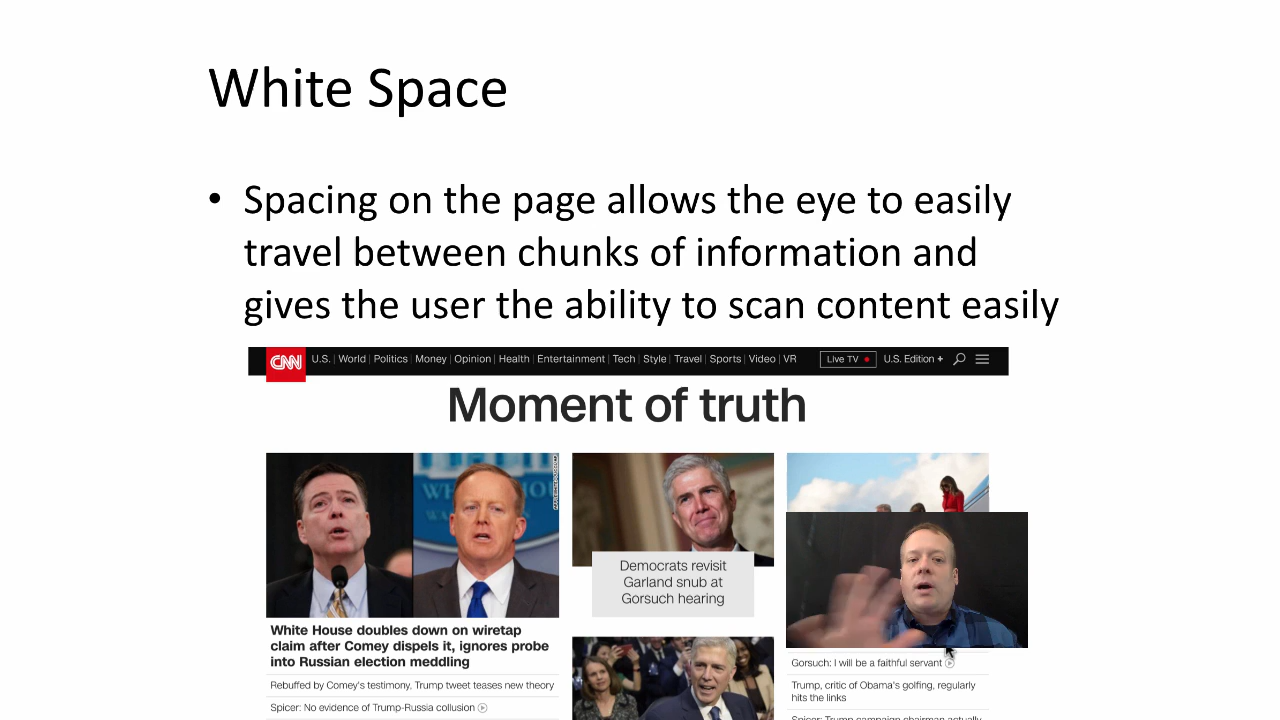 White Space
• Spacing on the page allows the eye to easily
travel between chunks of information and
gives the user the ability to scan content easily
CNN U.S. | World | Politics | Money | Opinion | Health | Entertainment | Tech | Style | Travel | Sports | Video | VR Live TV U.S. Edition +
Moment of truth
Democrats revisit
Garland snub at
Gorsuch hearing
White House doubles down on wiretap
claim after Comey dispels it, ignores probe
into Russian election meddling
Rebuffed by Comey's testimony, Trump tweet teases new theory
Spicer: No evidence of Trump-Russia collusion
Gorsuch: I will be a faithful servant
Trump, critic of Obama's golfing, regularly
hits the links
Spicer: Trump campaign chairman actually